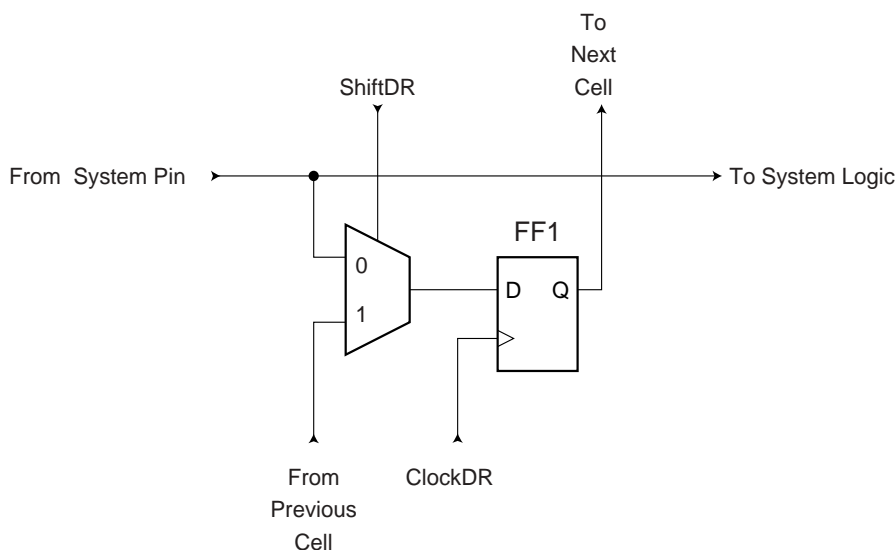 To
Next
Cell
ShiftDR
From System Pin
To System Logic
FF1
0
D Q
1
From
Previous
Cell
ClockDR